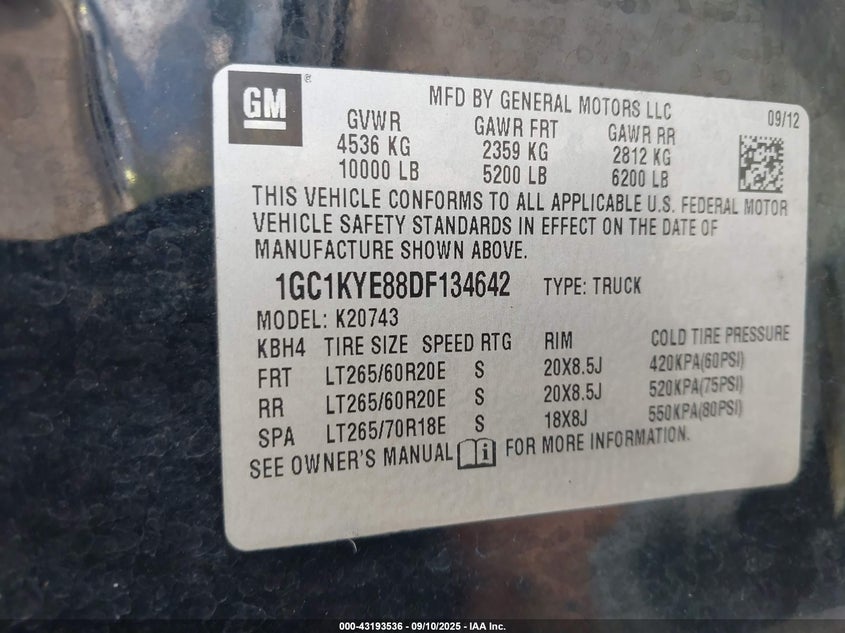 GM ®
MFD BY GENERAL MOTORS LLC
09/12
GVWR GAWR FRT GAWR RR
4536 KG 2359 KG 2812 KG
10000 LB 5200 LB 6200 LB
THIS VEHICLE CONFORMS TO ALL APPLICABLE U.S. FEDERAL MOTOR
VEHICLE SAFETY STANDARDS IN EFFECT ON THE DATE OF
MANUFACTURE SHOWN ABOVE.
1GC1KYE88DF134642 TYPE: TRUCK
MODEL: K20743
KBH4 TIRE SIZE SPEED RTG RIM COLD TIRE PRESSURE
FRT LT265/60R20E S 20X8.5J 420KPA(60PSI)
RR LT265/60R20E S 20X8.5J 520KPA(75PSI)
SPA LT265/70R18E S 18X8J 550KPA(80PSI)
SEE OWNER'S MANUAL FOR MORE INFORMATION.
000-43193536 - 09/10/2025 - IAA Inc.